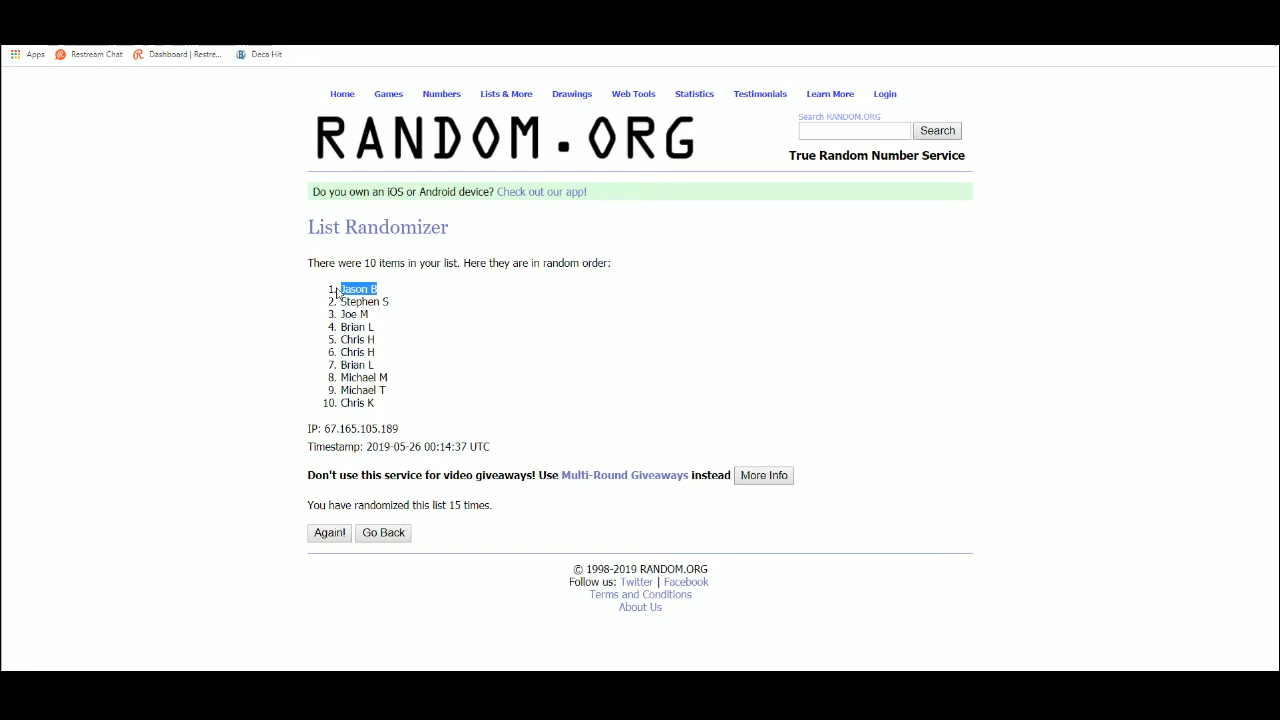 Apps Restream Chat Dashboard | Restre... Deca Hit
Home Games Numbers Lists & More Drawings Web Tools Statistics Testimonials Learn More Login
Search RANDOM.ORG
RANDOM.ORG
Search
True Random Number Service
Do you own an iOS or Android device? Check out our app!
List Randomizer
There were 10 items in your list. Here they are in random order:
1. Jason B
2. Stephen S
3. Joe M
4. Brian L
5. Chris H
6. Chris H
7. Brian L
8. Michael M
9. Michael T
10. Chris K
IP: 67.165.105.189
Timestamp: 2019-05-26 00:14:37 UTC
Don't use this service for video giveaways! Use Multi-Round Giveaways instead More Info
You have randomized this list 15 times.
Again! Go Back
© 1998-2019 RANDOM.ORG
Follow us: Twitter | Facebook
Terms and Conditions
About Us